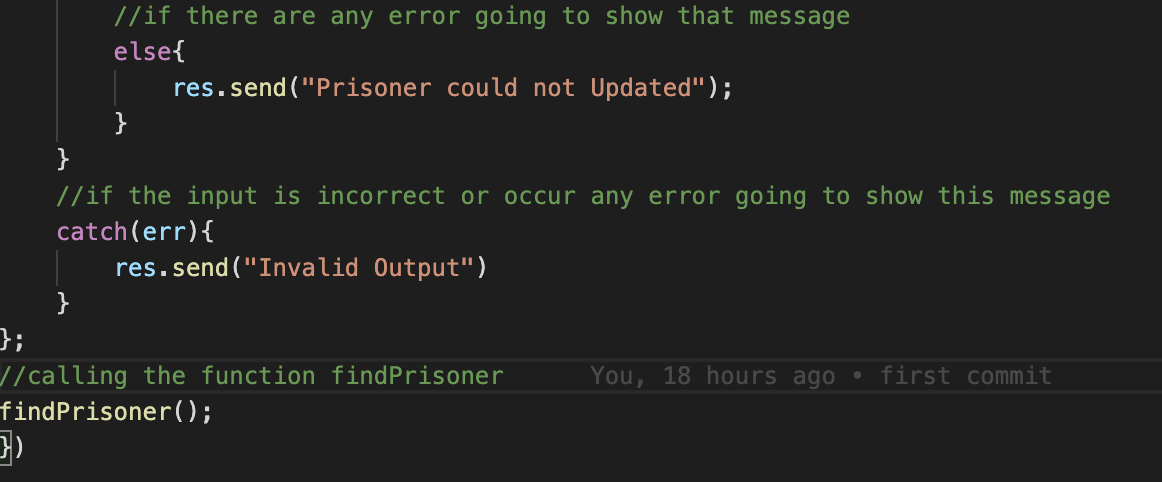 //if there are any error going to show that message
else{
res.send("Prisoner could not Updated");
}
}
//if the input is incorrect or occur any error going to show this message
catch(err){
res.send("Invalid Output")
}
};
//calling the function findPrisoner You, 18 hours ago • first commit
findPrisoner();
})